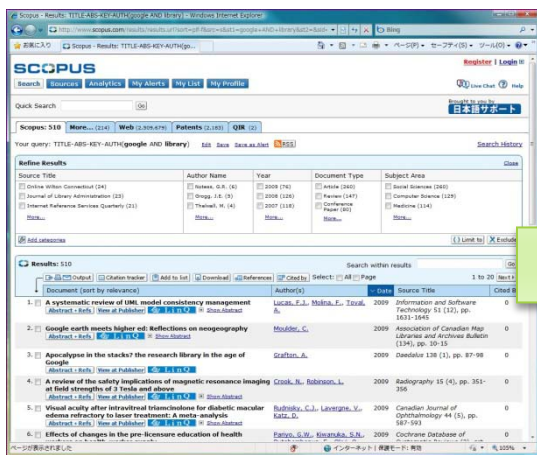 Scopus - Results: TITLE-ABS-KEY-AUTH(google AND library) - Windows Internet Explorer
Bing
お気に入り
Scopus - Results: TITLE-ABS-KEY-AUTH(go...
ページ(P)
セーフティ(S)
ツール(O)
SCOPUS
Register | Login
Search Sources Analytics My Alerts My List My Profile
Live Chat
Help
Quick Search
Go
Brought to you by
日本語サポート
Scopus: 510 More... (214) Web (2,509,679) Patents (2,183) QIR (2)
Your query: TITLE-ABS-KEY-AUTH(google AND library) Edit Save Save as Alert RSS
Search History
Refine Results
Close
Source Title Author Name Year Document Type Subject Area
Online Wilton Connecticut (24) Notess, G.R. (6) 2009 (76) Article (260) Social Sciences (260)
Journal of Library Administration (23) Gregg, J.E. (5) 2008 (126) Review (147) Computer Science (129)
Internet Reference Services Quarterly (21) Thelwall, M. (4) 2007 (118) Conference Paper (80) Medicine (114)
More... More... More... More... More...
Add categories
Limit to Exclude
Results: 510
Search within results
Go
Output Citation tracker Add to list Download References Cited by Select: All Page
1 to 20 Next
Document (sort by relevance) Author(s) Date Source Title Cited
1. A systematic review of UML model consistency management Lucas, F.J., Molina, F., Toval, A. 2009 Information and Software Technology 51 (12), pp. 1631-1645 0
Abstract + Refs View at Publisher LinQ Show Abstract
2. Google earth meets higher ed: Reflections on neogeography Moulder, C. 2009 Association of Canadian Map Libraries and Archives Bulletin (134), pp. 10-15 0
Abstract + Refs View at Publisher LinQ Show Abstract
3. Apocalypse in the stacks? the research library in the age of Google Grafton, A. 2009 Daedalus 138 (1), pp. 87-98 0
Abstract + Refs View at Publisher LinQ
4. A review of the safety implications of magnetic resonance imaging at field strengths of 3 Tesla and above Crook, N., Robinson, L. 2009 Radiography 15 (4), pp. 351-356 0
Abstract + Refs View at Publisher LinQ Show Abstract
5. Visual acuity after intravitreal triamcinolone for diabetic macular edema refractory to laser treatment: A meta-analysis Rudnisky, C.J., Lavergne, V., Katz, D. 2009 Canadian Journal of Ophthalmology 44 (5), pp. 587-593 0
Abstract + Refs View at Publisher LinQ Show Abstract
6. Effects of changes in the pre-licensure education of health Pariyo, G.W., Kiwanuka, S.N., 2009 Cochrane Database of 0
ページが表示されました
インターネット | 保護モード: 有効
105%